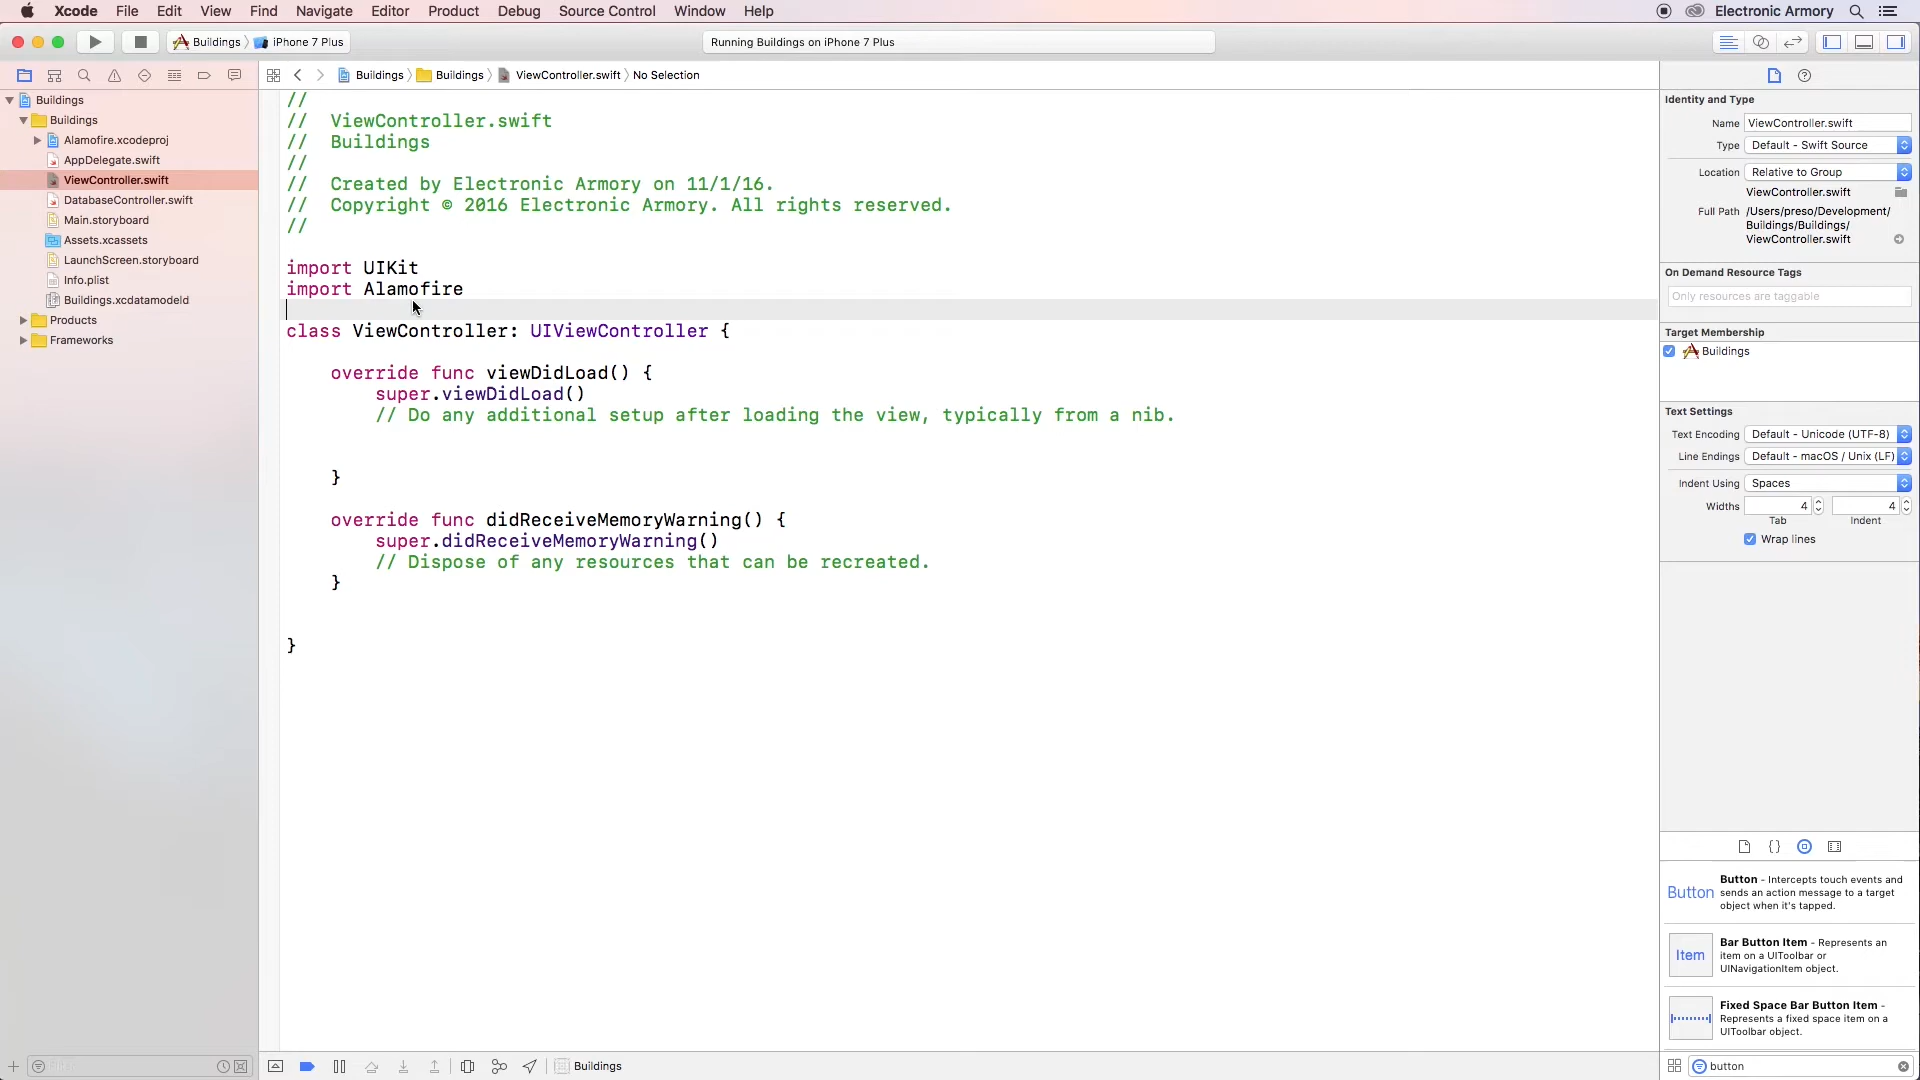 Xcode File Edit View Find Navigate Editor Product Debug Source Control Window Help Electronic Armory
Buildings iPhone 7 Plus Running Buildings on iPhone 7 Plus
Buildings Buildings ViewController.swift No Selection
Buildings
Buildings
Alamofire.xcodeproj
AppDelegate.swift
ViewController.swift
DatabaseController.swift
Main.storyboard
Assets.xcassets
LaunchScreen.storyboard
Info.plist
Buildings.xcdatamodeld
Products
Frameworks
//
//  ViewController.swift
//  Buildings
//
//  Created by Electronic Armory on 11/1/16.
//  Copyright © 2016 Electronic Armory. All rights reserved.
//
import UIKit
import Alamofire
class ViewController: UIViewController {
override func viewDidLoad() {
super.viewDidLoad()
// Do any additional setup after loading the view, typically from a nib.
}
override func didReceiveMemoryWarning() {
super.didReceiveMemoryWarning()
// Dispose of any resources that can be recreated.
}
}
Buildings
Identity and Type
Name ViewController.swift
Type Default - Swift Source
Location Relative to Group
ViewController.swift
Full Path /Users/preso/Development/
Buildings/Buildings/
ViewController.swift
On Demand Resource Tags
Only resources are taggable
Target Membership
Buildings
Text Settings
Text Encoding Default - Unicode (UTF-8)
Line Endings Default - macOS / Unix (LF)
Indent Using Spaces
Widths 4 4
Tab Indent
Wrap lines
{}
Button Button - Intercepts touch events and
sends an action message to a target
object when it's tapped.
Item Bar Button Item - Represents an
item on a UIToolbar or
UINavigationItem object.
Fixed Space Bar Button Item -
Represents a fixed space item on a
UIToolbar object.
button